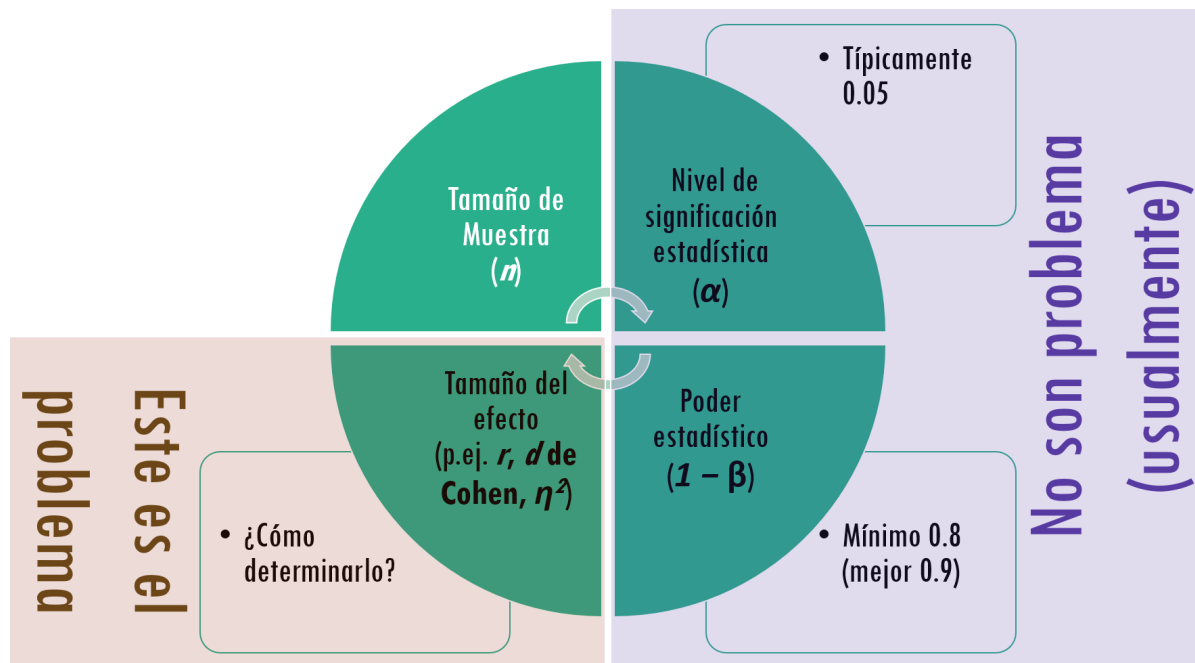 Tamaño de
Muestra
(n)
Nivel de
significación
estadística
(α)
• Típicamente
0.05
No son problema
(usualmente)
Tamaño del
efecto
(p.ej. r, d de
Cohen, η²)
Poder
estadístico
(1 – β)
• ¿Cómo
determinarlo?
Este es el
problema
• Mínimo 0.8
(mejor 0.9)